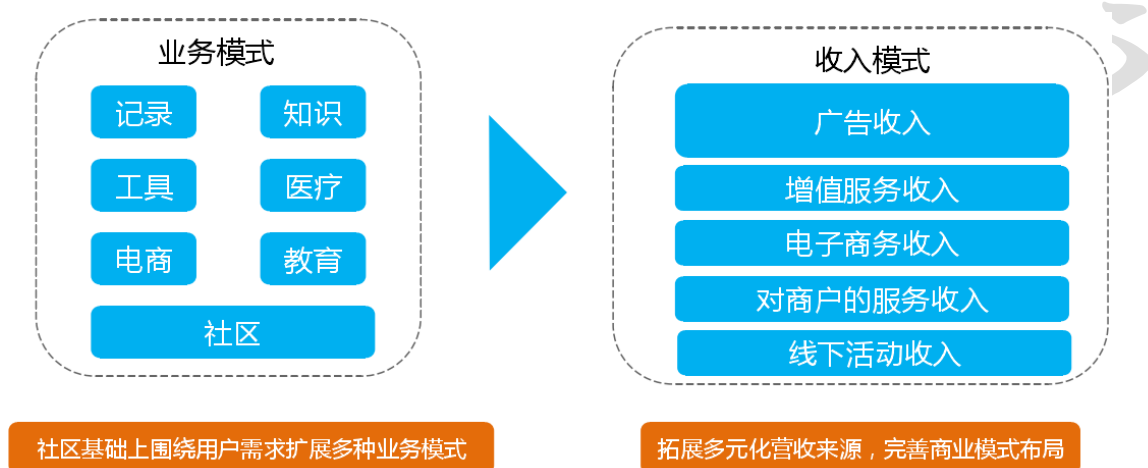 业务模式
记录
知识
工具
医疗
电商
教育
社区
社区基础上围绕用户需求扩展多种业务模式
收入模式
广告收入
增值服务收入
电子商务收入
对商户的服务收入
线下活动收入
拓展多元化营收来源，完善商业模式布局